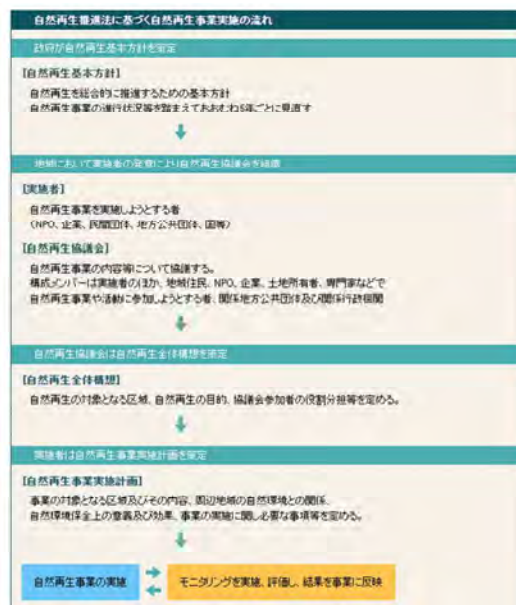 自然再生推進法に基づく自然再生事業実施の流れ
政府が自然再生基本方針を策定
[自然再生基本方針]
自然再生を総合的に推進するための基本方針
自然再生事業の進行状況等を踏まえておおむね5年ごとに見直す
地域において実施者の発意により自然再生協議会を組織
[実施者]
自然再生事業を実施しようとする者
(NPO、企業、民間団体、地方公共団体、国等)
[自然再生協議会]
自然再生事業の内容等について協議する。
構成メンバーは実施者のほか、地域住民、NPO、企業、土地所有者、専門家などで
自然再生事業や活動に参加しようとする者、関係地方公共団体及び関係行政機関
自然再生協議会は自然再生全体構想を策定
[自然再生全体構想]
自然再生の対象となる区域、自然再生の目的、協議会参加者の役割分担等を定める。
実施者は自然再生事業実施計画を策定
[自然再生事業実施計画]
事業の対象となる区域及びその内容、周辺地域の自然環境との関係、
自然環境保全上の意義及び効果、事業の実施に関し必要な事項等を定める。
自然再生事業の実施
モニタリングを実施、評価し、結果を事業に反映